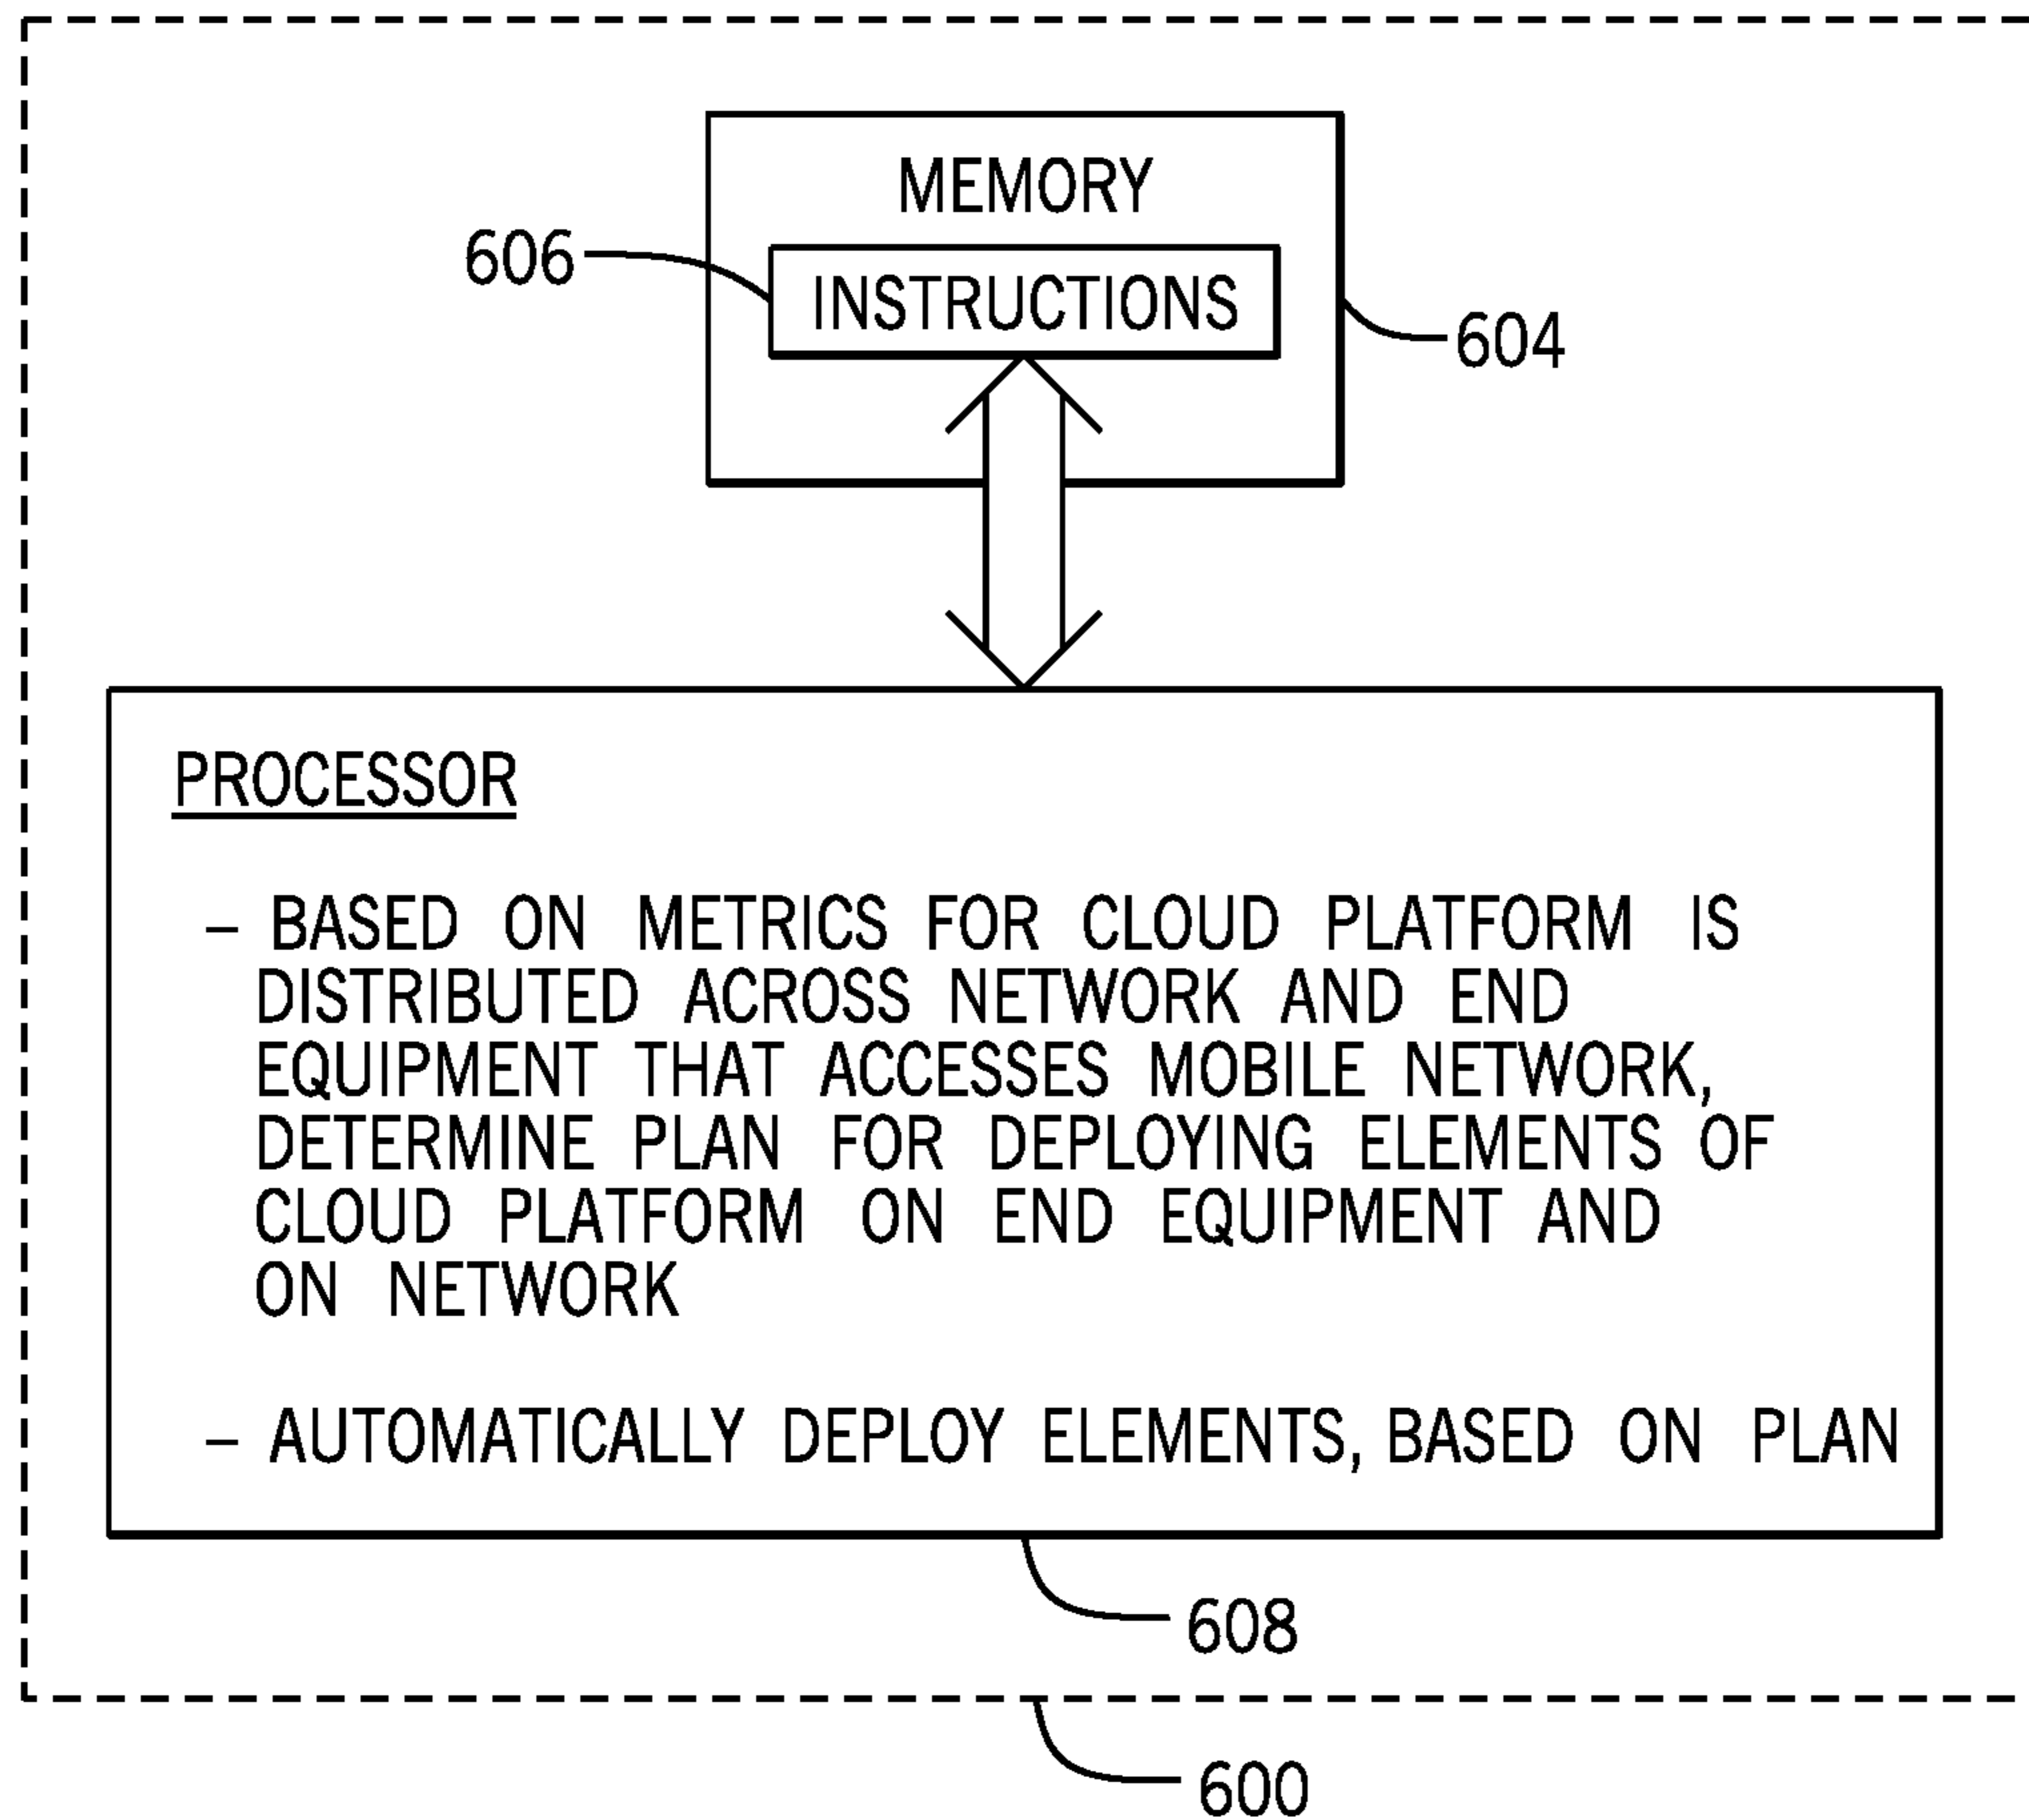 MEMORY
606
INSTRUCTIONS
604
PROCESSOR
– BASED ON METRICS FOR CLOUD PLATFORM IS
DISTRIBUTED ACROSS NETWORK AND END
EQUIPMENT THAT ACCESSES MOBILE NETWORK,
DETERMINE PLAN FOR DEPLOYING ELEMENTS OF
CLOUD PLATFORM ON END EQUIPMENT AND
ON NETWORK
– AUTOMATICALLY DEPLOY ELEMENTS, BASED ON PLAN
608
600